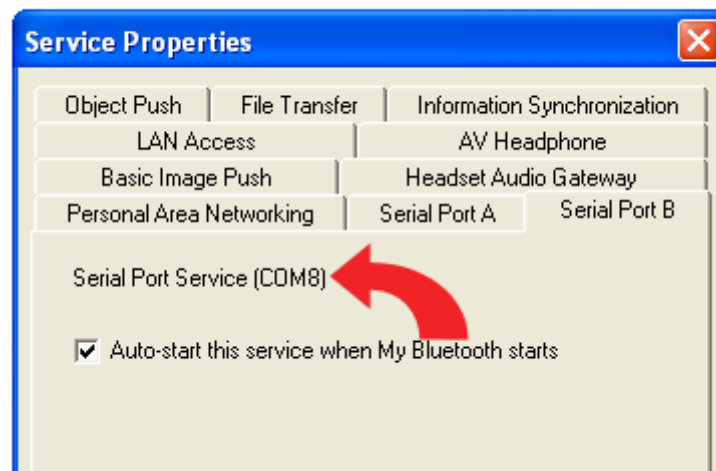 Service Properties
Object Push File Transfer Information Synchronization
LAN Access AV Headphone
Basic Image Push Headset Audio Gateway
Personal Area Networking Serial Port A Serial Port B
Serial Port Service (COM8)
Auto-start this service when My Bluetooth starts